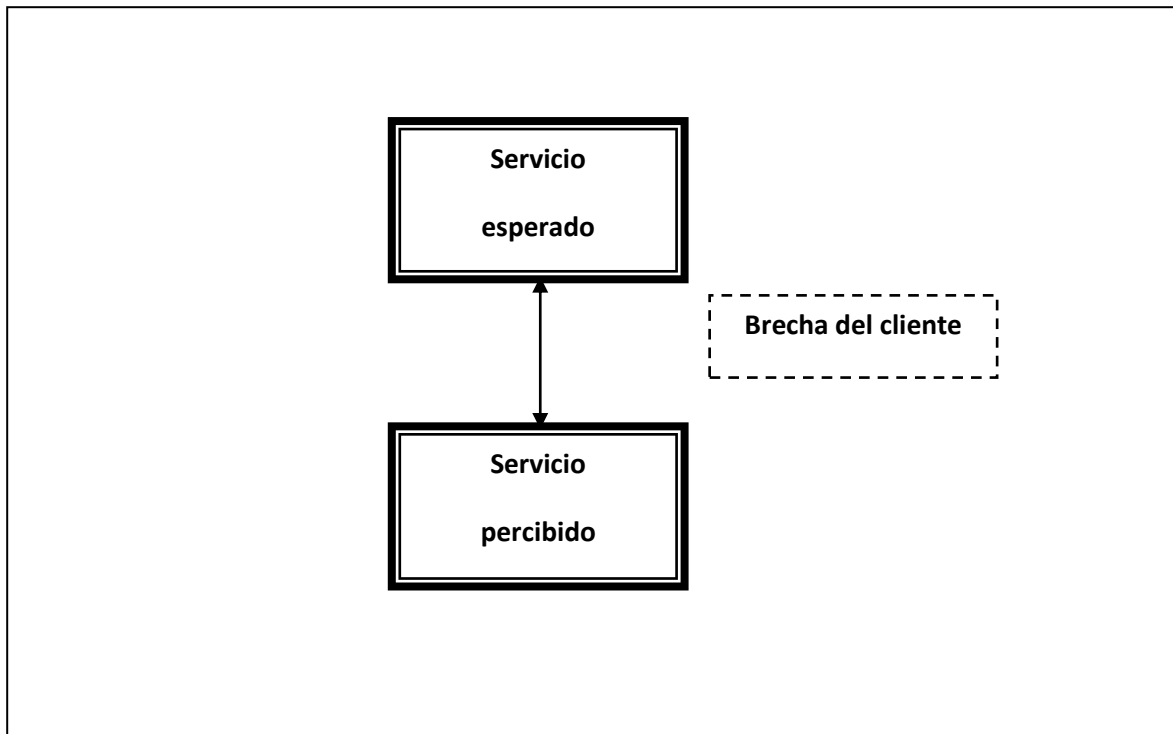 Servicio
esperado
Brecha del cliente
Servicio
percibido